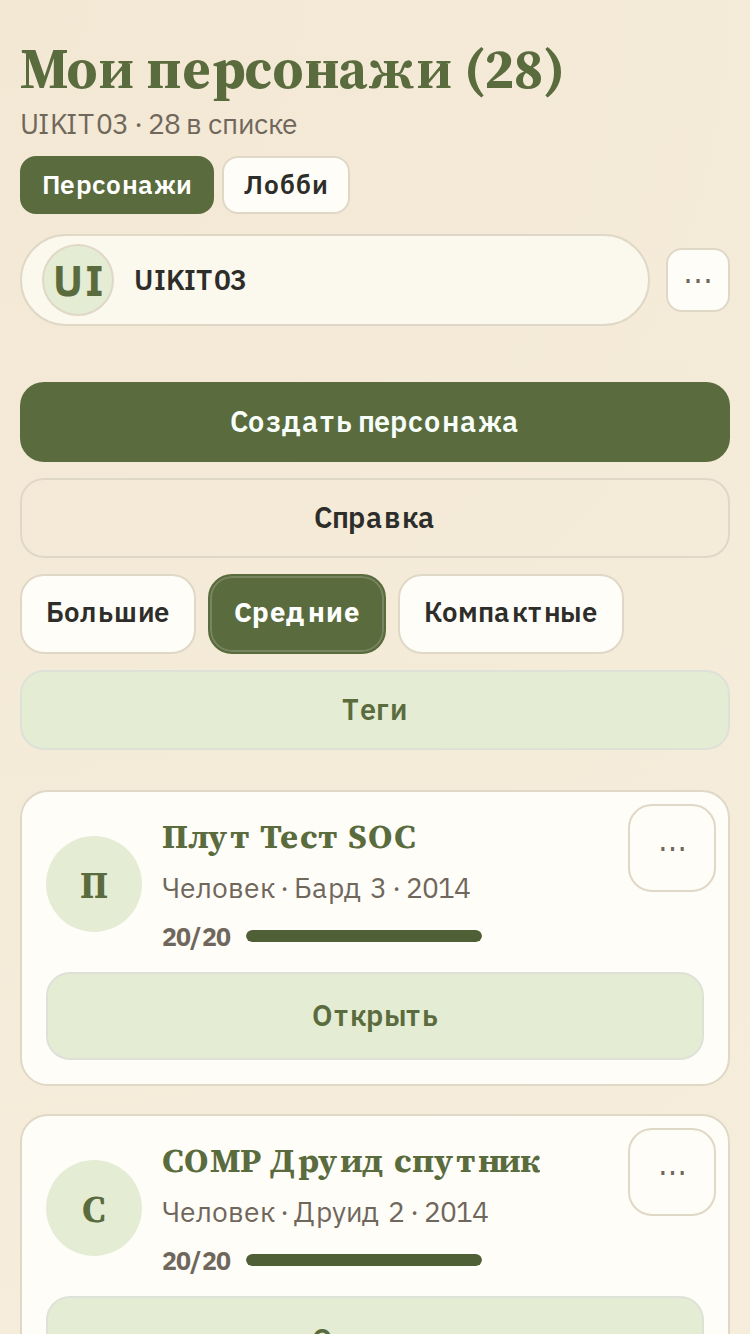 Мои персонажи (28)
UIKIT03 · 28 в списке
Персонажи Лобби
UI UIKIT03 ...
Создать персонажа
Справка
Большие Средние Компактные
Теги
Плут Тест SOC ...
П Человек · Бард 3 · 2014
20/20
Открыть
COMP Друид спутник ...
C Человек · Друид 2 · 2014
20/20